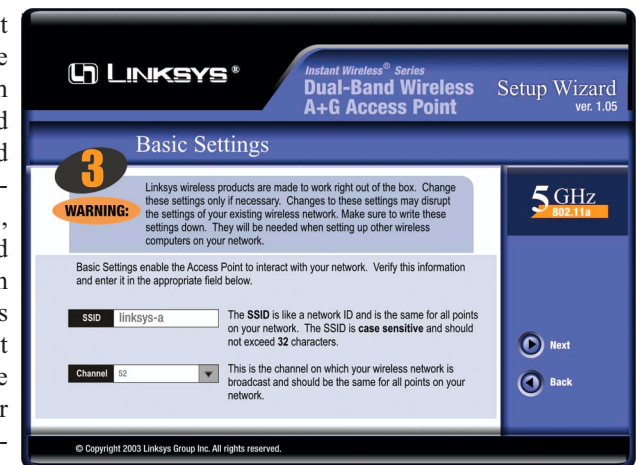 LINKSYS®
Instant Wireless® Series
Dual-Band Wireless
A+G Access Point
Setup Wizard
ver. 1.05
Basic Settings
3
WARNING:
Linksys wireless products are made to work right out of the box. Change
these settings only if necessary. Changes to these settings may disrupt
the settings of your existing wireless network. Make sure to write these
settings down. They will be needed when setting up other wireless
computers on your network.
5 GHz
802.11a
Basic Settings enable the Access Point to interact with your network. Verify this information
and enter it in the appropriate field below.
SSID linksys-a
The SSID is like a network ID and is the same for all points
on your network. The SSID is case sensitive and should
not exceed 32 characters.
Channel 52
This is the channel on which your wireless network is
broadcast and should be the same for all points on your
network.
Next
Back
© Copyright 2003 Linksys Group Inc. All rights reserved.